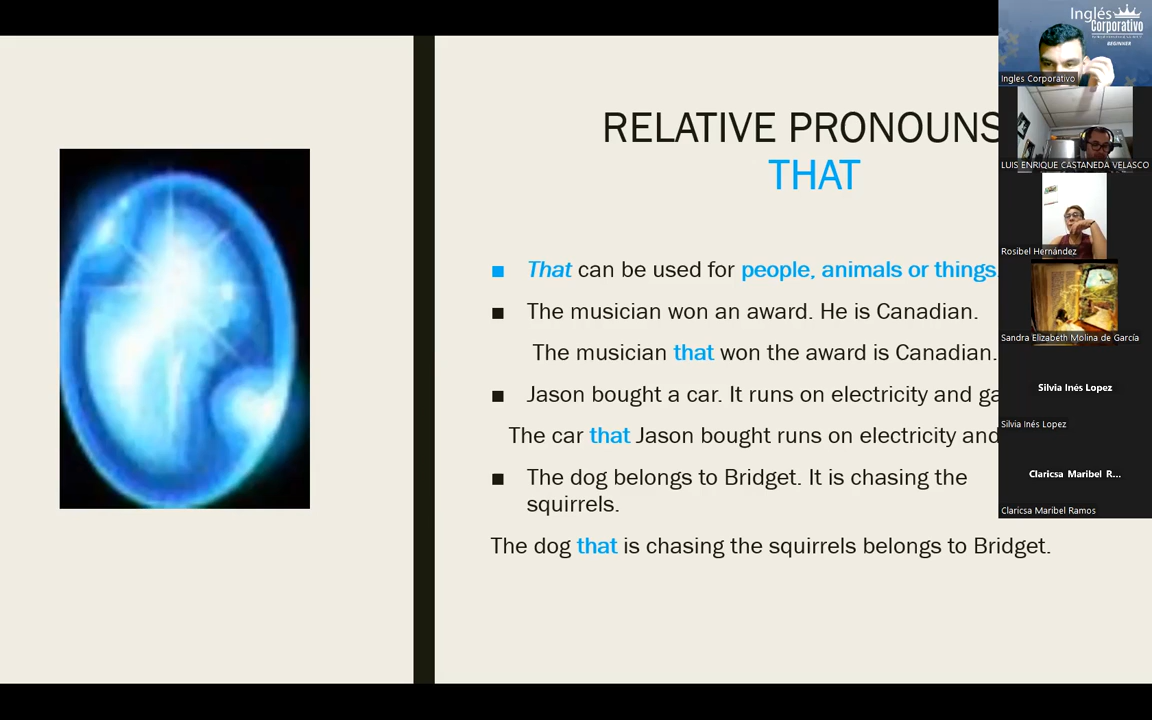 RELATIVE PRONOUNS
THAT
■ That can be used for people, animals or things.
■ The musician won an award. He is Canadian.
The musician that won the award is Canadian.
■ Jason bought a car. It runs on electricity and
The car that Jason bought runs on electricity and
■ The dog belongs to Bridget. It is chasing the
squirrels.
The dog that is chasing the squirrels belongs to Bridget.
Inglés
Corporativo
BEGINNER
Ingles Corporativo
LUIS ENRIQUE CASTANEDA VELASCO
Rosibel Hernández
Sandra Elizabeth Molina de García
Silvia Inés Lopez
Silvia Inés Lopez
Claricsa Maribel R...
Claricsa Maribel Ramos